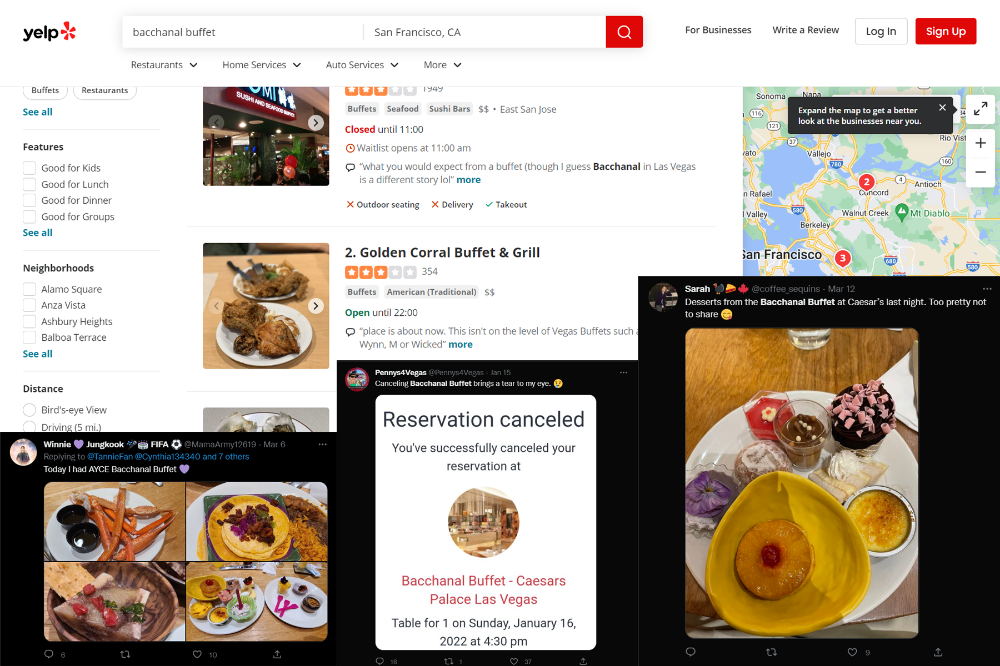 yelp
bacchanal buffet
San Francisco, CA
For Businesses
Write a Review
Log In
Sign Up
Restaurants
Home Services
Auto Services
More
Buffets
Restaurants
See all
Features
Good for Kids
Good for Lunch
Good for Dinner
Good for Groups
See all
Neighborhoods
Alamo Square
Anza Vista
Ashbury Heights
Balboa Terrace
See all
Distance
Bird's-eye View
Driving (5 mi.)
SUSHI AND SEAFOOD BUFFET
1949
Buffets Seafood Sushi Bars $$ • East San Jose
Closed until 11:00
Waitlist opens at 11:00 am
“what you would expect from a buffet (though I guess Bacchanal in Las Vegas
is a different story lol” more
Outdoor seating Delivery Takeout
2. Golden Corral Buffet & Grill
354
Buffets American (Traditional) $$
Open until 22:00
“place is about now. This isn't on the level of Vegas Buffets such
Wynn, M or Wicked” more
Expand the map to get a better
look at the businesses near you.
Sonoma
Napa
116
121
37
Rio Vist
Vallejo
780
160
2
4
Antioch
Concord
n Rafael
580
Walnut Creek
Mt Diablo
l Valley
Berkeley
San Francisco
3
680
580
Winnie 💜 Jungkook 🎤 FIFA ⚽ @MamaArmy12619 · Mar 6
Replying to @TannieFan @Cynthia134340 and 7 others
Today I had AYCE Bacchanal Buffet 💜
6
10
Pennys4Vegas @Pennys4Vegas · Jan 15
Canceling Bacchanal Buffet brings a tear to my eye. 😢
Reservation canceled
You've successfully canceled your
reservation at
Bacchanal Buffet - Caesars
Palace Las Vegas
Table for 1 on Sunday, January 16,
2022 at 4:30 pm
16
1
37
Sarah 🦃🥧🍁 @coffee_sequins · Mar 12
Desserts from the Bacchanal Buffet at Caesar’s last night. Too pretty not
to share 😋
9